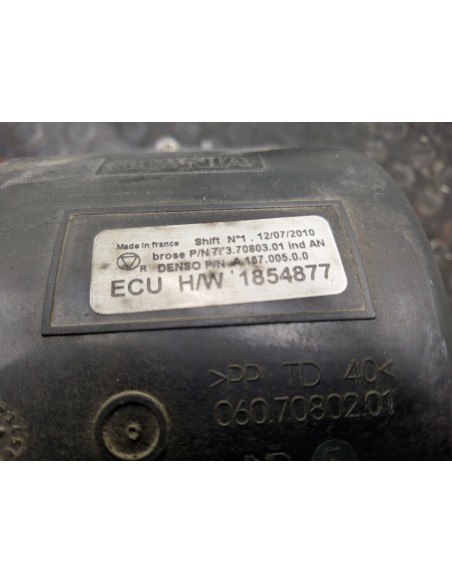 SCANIA
Made in france Shift N°1 . 12/07/2010
brose P/N 773.70803.01 ind AN
R DENSO P/N A.187.005.0.0
ECU H/W 1854877
>PP TD 40<
060.70802.01